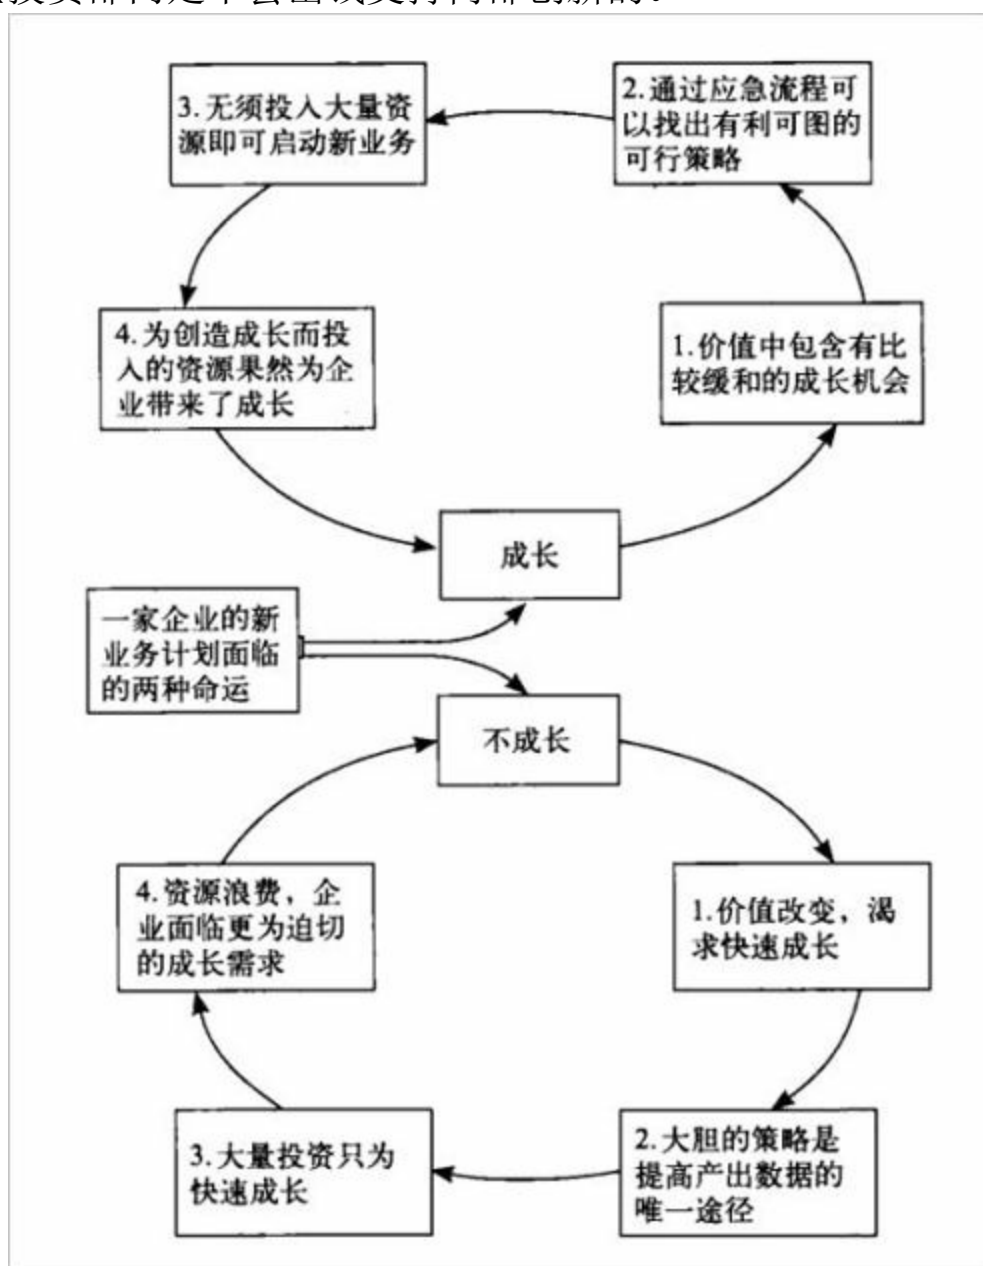 3.无须投入大量资
源即可启动新业务
2.通过应急流程可
以找出有利可图的
可行策略
4.为创造成长而投
入的资源果然为企
业带来了成长
1.价值中包含有比
较缓和的成长机会
成长
一家企业的新
业务计划面临
的两种命运
不成长
4.资源浪费，企
业面临更为迫切
的成长需求
1.价值改变，渴
求快速成长
3.大量投资只为
快速成长
2.大胆的策略是
提高产出数据的
唯一途径